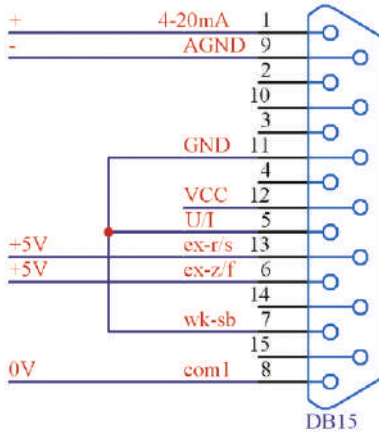 + 4-20mA 1
- AGND 9
2
10
3
GND 11
4
VCC 12
U/I 5
+5V ex-r/s 13
+5V ex-z/f 6
14
wk-sb 7
15
0V com1 8
DB15